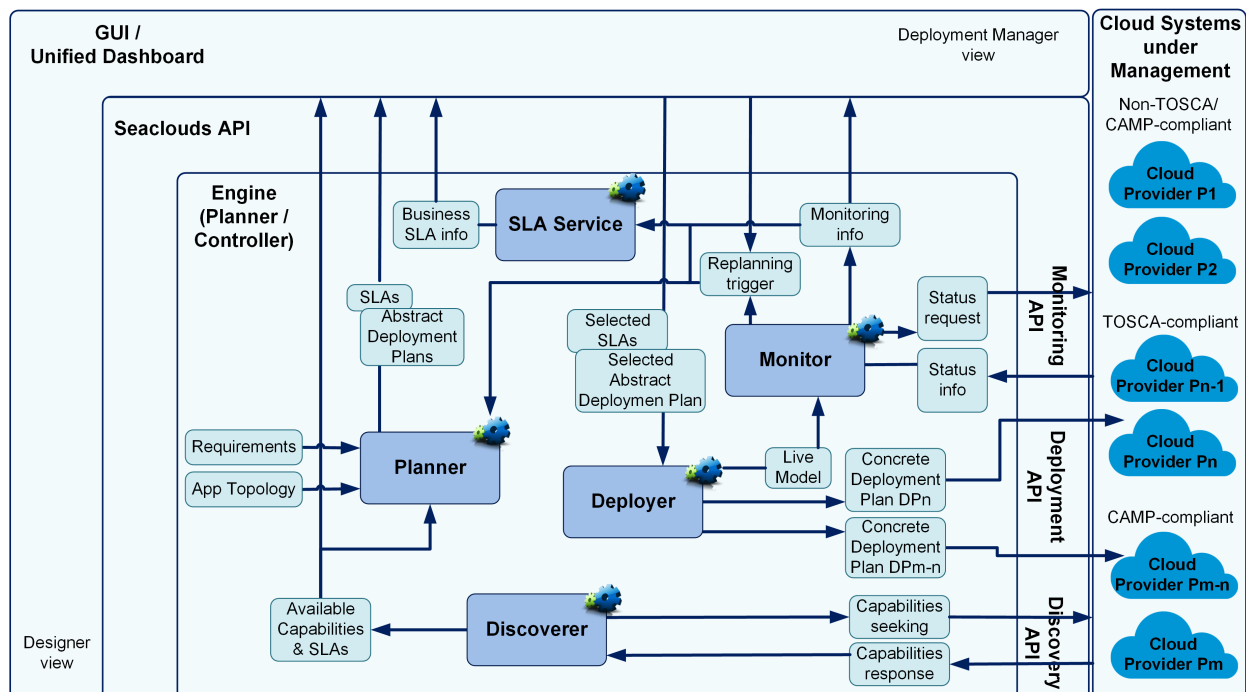 GUI /
Unified Dashboard
Deployment Manager
view
Cloud Systems
under
Management
Non-TOSCA/
CAMP-compliant
Seaclouds API
Engine
(Planner /
Controller)
Business
SLA info
SLA Service
Monitoring
info
Cloud
Provider P1
Cloud
Provider P2
Replanning
trigger
Status
request
Monitoring
API
SLAs
Abstract
Deployment
Plans
Selected
SLAs
Selected
Abstract
Deploymen Plan
Monitor
Status
info
TOSCA-compliant
Cloud
Provider Pn-1
Cloud
Provider Pn
Requirements
App Topology
Planner
Deployer
Live
Model
Concrete
Deployment
Plan DPn
Concrete
Deployment
Plan DPm-n
Deployment
API
CAMP-compliant
Cloud
Provider Pm-n
Cloud
Provider Pm
Available
Capabilities
& SLAs
Discoverer
Capabilities
seeking
Capabilities
response
Discovery
API
Designer
view